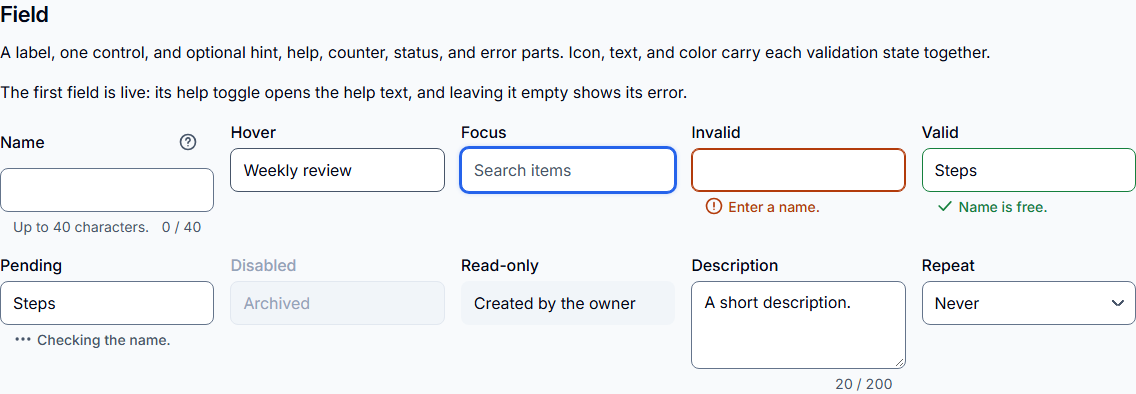 Field
A label, one control, and optional hint, help, counter, status, and error parts. Icon, text, and color carry each validation state together.
The first field is live: its help toggle opens the help text, and leaving it empty shows its error.
Name
Up to 40 characters. 0 / 40
Hover
Weekly review
Focus
Search items
Invalid
Enter a name.
Valid
Steps
Name is free.
Pending
Steps
Checking the name.
Disabled
Archived
Read-only
Created by the owner
Description
A short description.
20 / 200
Repeat
Never